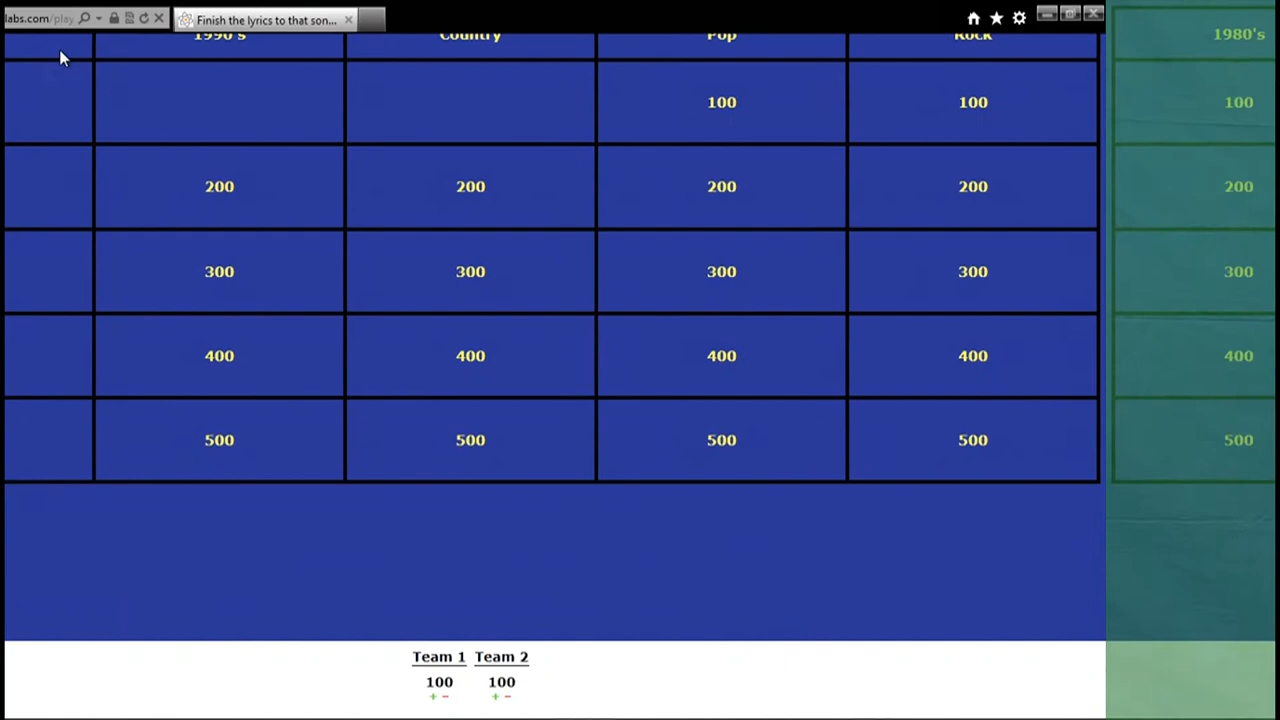 labs.com/play
Finish the lyrics to that son...
1990's Country Pop Rock 1980's
100 100 100
200 200 200 200 200
300 300 300 300 300
400 400 400 400 400
500 500 500 500 500
Team 1 Team 2
100 100
+ - + -